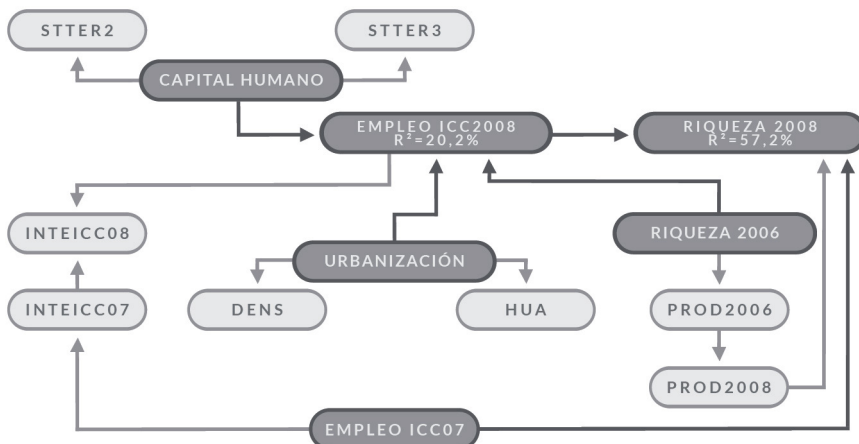 STTER2
STTER3
CAPITAL HUMANO
EMPLEO ICC2008
R²=20,2%
RIQUEZA 2008
R²=57,2%
INTEICC08
URBANIZACIÓN
RIQUEZA 2006
INTEICC07
DENS
HUA
PROD2006
PROD2008
EMPLEO ICC07